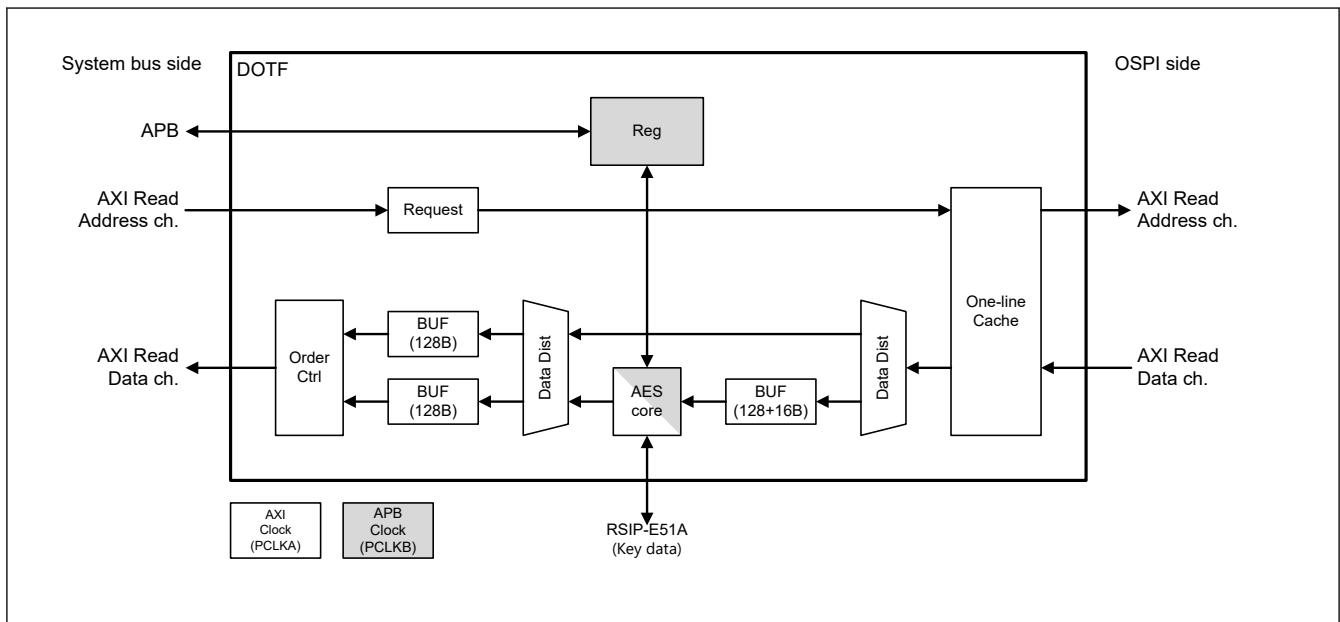 System bus side
DOTF
OSPI side
APB
Reg
AXI Read
Address ch.
Request
AXI Read
Address ch.
One-line
Cache
BUF
(128B)
Data Dist
Data Dist
Order
Ctrl
AXI Read
Data ch.
BUF
(128B)
AES
core
BUF
(128+16B)
AXI Read
Data ch.
AXI
Clock
(PCLKA)
APB
Clock
(PCLKB)
RSIP-E51A
(Key data)